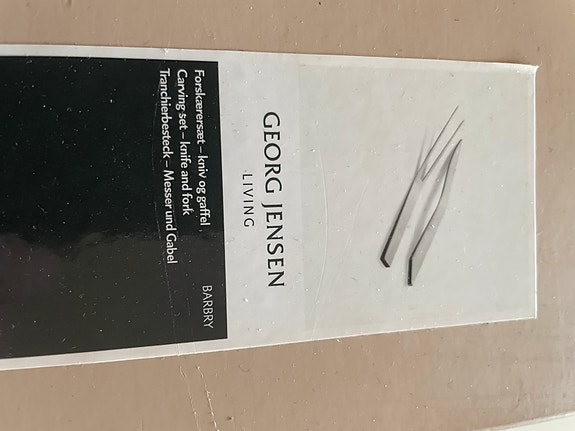 GEORG JENSEN
LIVING
Forskærersæt – kniv og gaffel
Carving set – knife and fork
Tranchierbesteck – Messer und Gabel
BARBRY